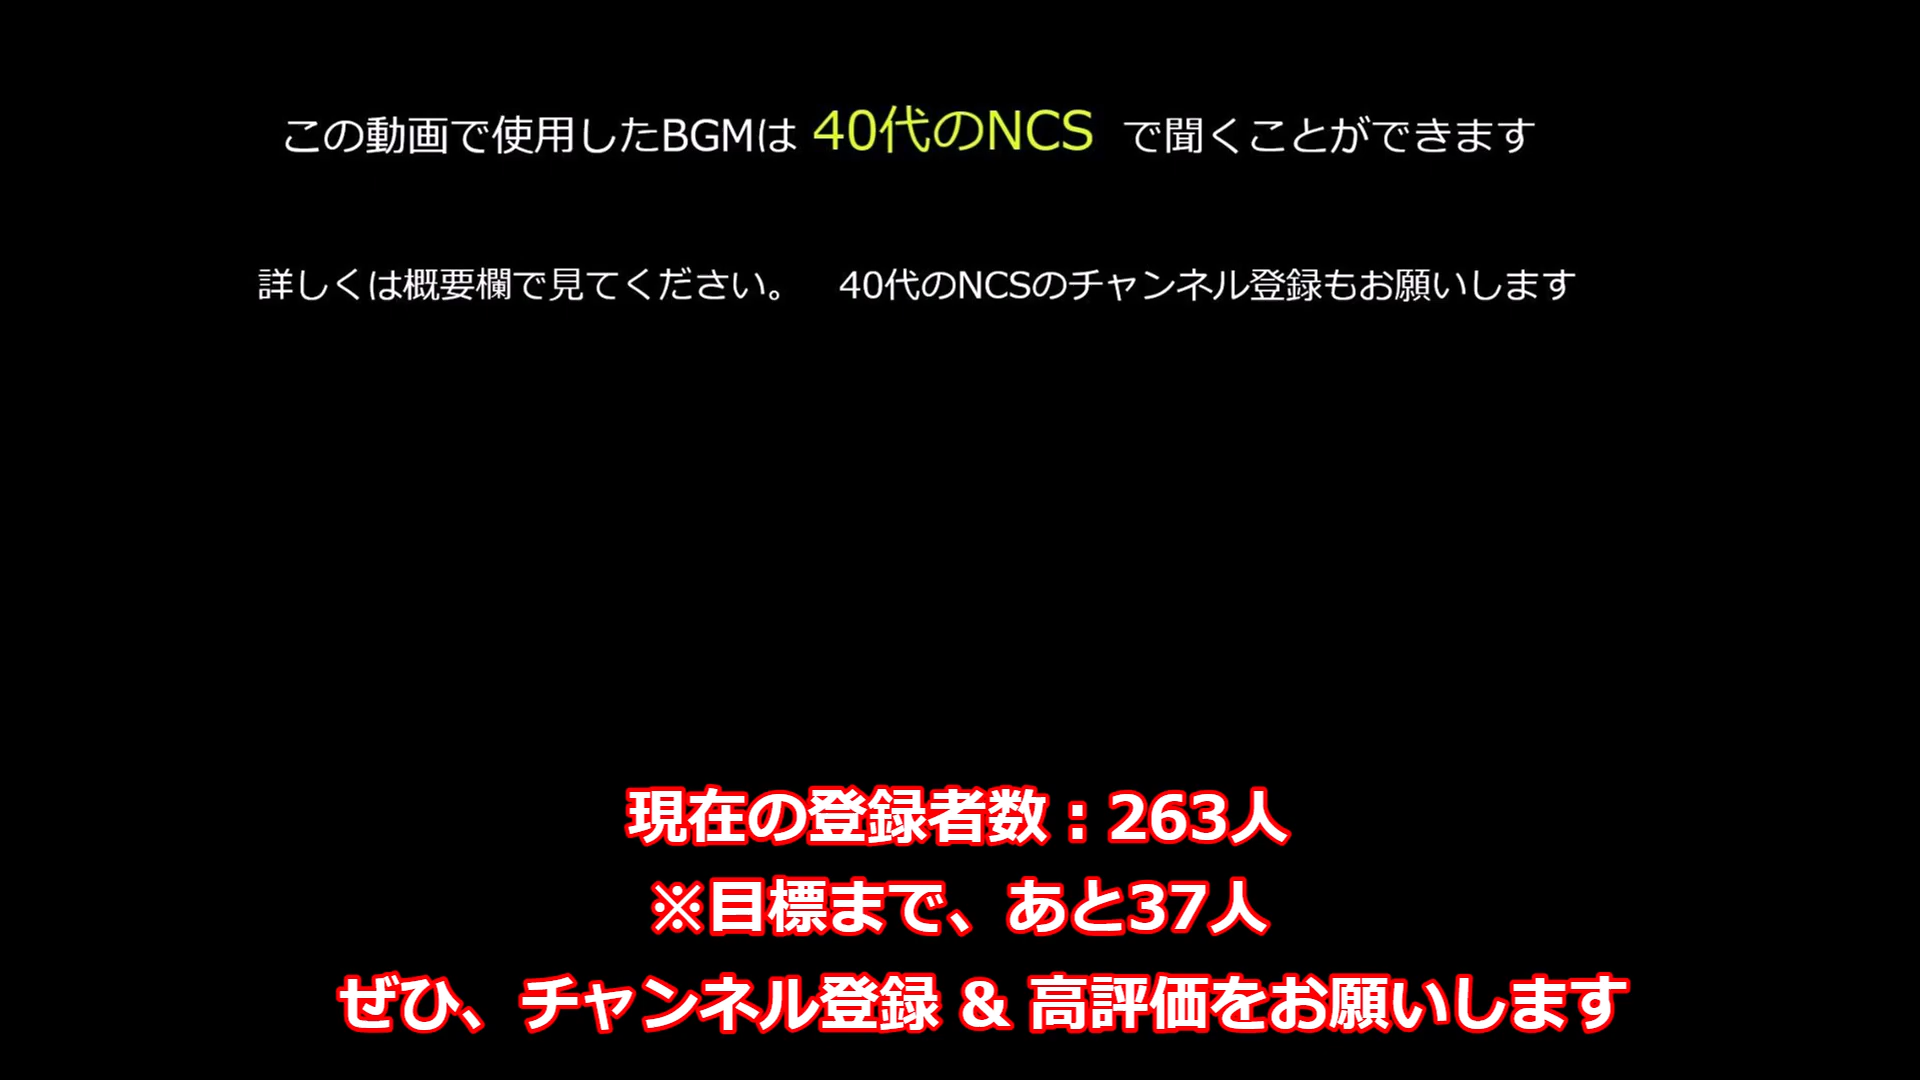 この動画で使用したBGMは 40代のNCS で聞くことができます
詳しくは概要欄で見てください。　40代のNCSのチャンネル登録もお願いします
現在の登録者数：263人
※目標まで、あと37人
ぜひ、チャンネル登録 & 高評価をお願いします